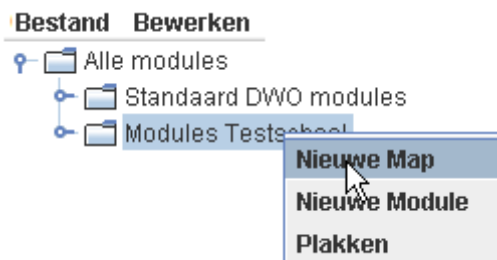 Bestand Bewerken
Alle modules
Standaard DWO modules
Modules Testschool
Nieuwe Map
Nieuwe Module
Plakken